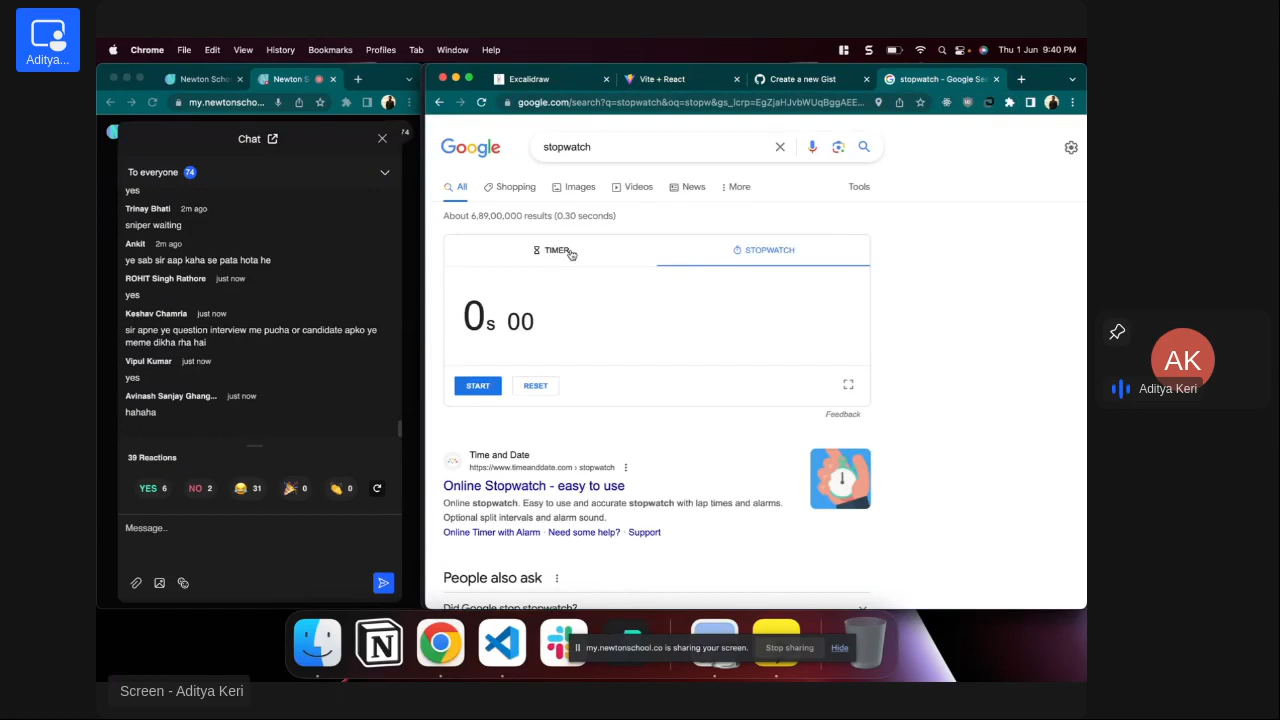 Aditya...
Chrome File Edit View History Bookmarks Profiles Tab Window Help
Thu 1 Jun 9:40 PM
Newton Scho
Newton S
Excalidraw
Vite + React
Create a new Gist
stopwatch - Google Se
my.newtonscho...
google.com/search?q=stopwatch&oq=stopw&gs_lcrp=EgZjaHJvbWUqBggAEE...
Chat
74
To everyone 74
yes
Trinay Bhati 2m ago
sniper waiting
Ankit 2m ago
ye sab sir aap kaha se pata hota he
ROHIT Singh Rathore just now
yes
Keshav Chamria just now
sir apne ye question interview me pucha or candidate apko ye
meme dikha rha hai
Vipul Kumar just now
yes
Avinash Sanjay Ghang... just now
hahaha
39 Reactions
YES 6 NO 2 31 0 0
Message..
Google
stopwatch
All Shopping Images Videos News More Tools
About 6,89,00,000 results (0.30 seconds)
TIMER STOPWATCH
0s 00
START RESET
Feedback
Time and Date
https://www.timeanddate.com › stopwatch
Online Stopwatch - easy to use
Online stopwatch. Easy to use and accurate stopwatch with lap times and alarms.
Optional split intervals and alarm sound.
Online Timer with Alarm · Need some help? · Support
People also ask
Did Google stop stopwatch?
my.newtonschool.co is sharing your screen. Stop sharing Hide
AK
Aditya Keri
Screen - Aditya Keri